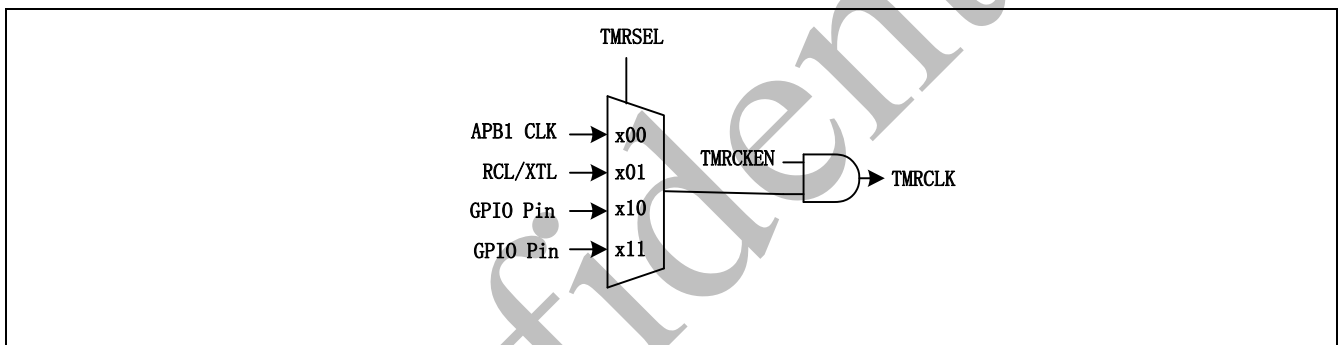 TMRSEL
APB1 CLK x00
RCL/XTL x01
TMRCKEN
TMRCLK
GPIO Pin x10
GPIO Pin x11